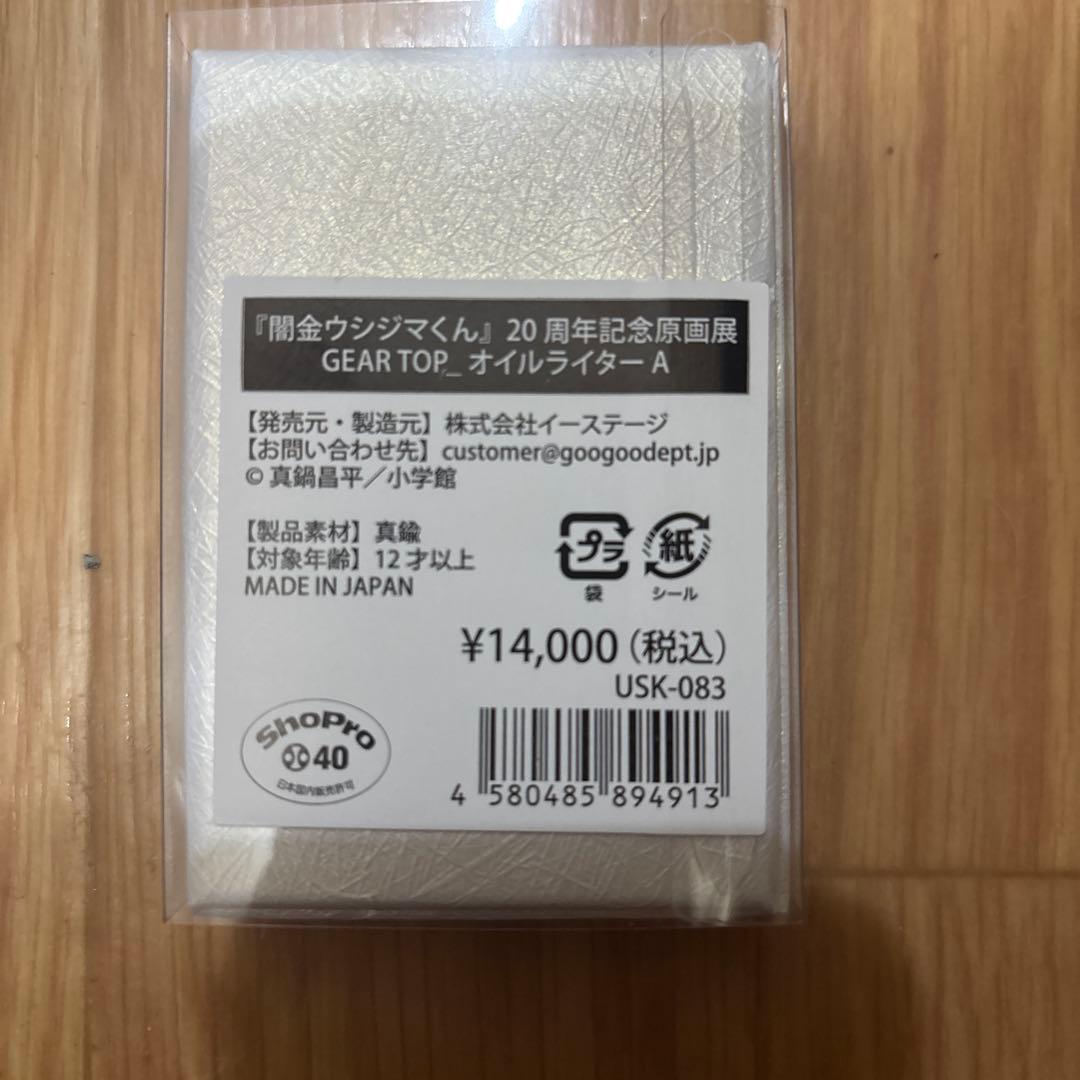 『闇金ウシジマくん』20周年記念原画展
GEAR TOP_オイルライターA
【発売元・製造元】株式会社イーステージ
【お問い合わせ先】customer@googoodept.jp
©真鍋昌平／小学館
【製品素材】真鍮
【対象年齢】12才以上
MADE IN JAPAN
プラ
袋
紙
シール
¥14,000（税込）
USK-083
ShoPro
40
日本国内販売許可
4 580485 894913